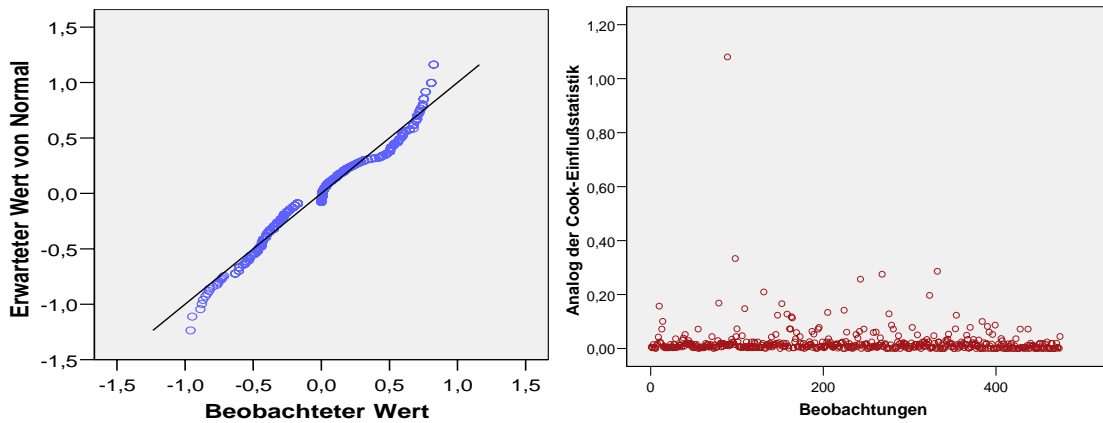 Erwarteter Wert von Normal
1,5
1,0
0,5
0,0
-0,5
-1,0
-1,5
-1,5 -1,0 -0,5 0,0 0,5 1,0 1,5
Beobachteter Wert
Analog der Cook-Einflußstatistik
1,20
1,00
0,80
0,60
0,40
0,20
0,00
0 200 400
Beobachtungen